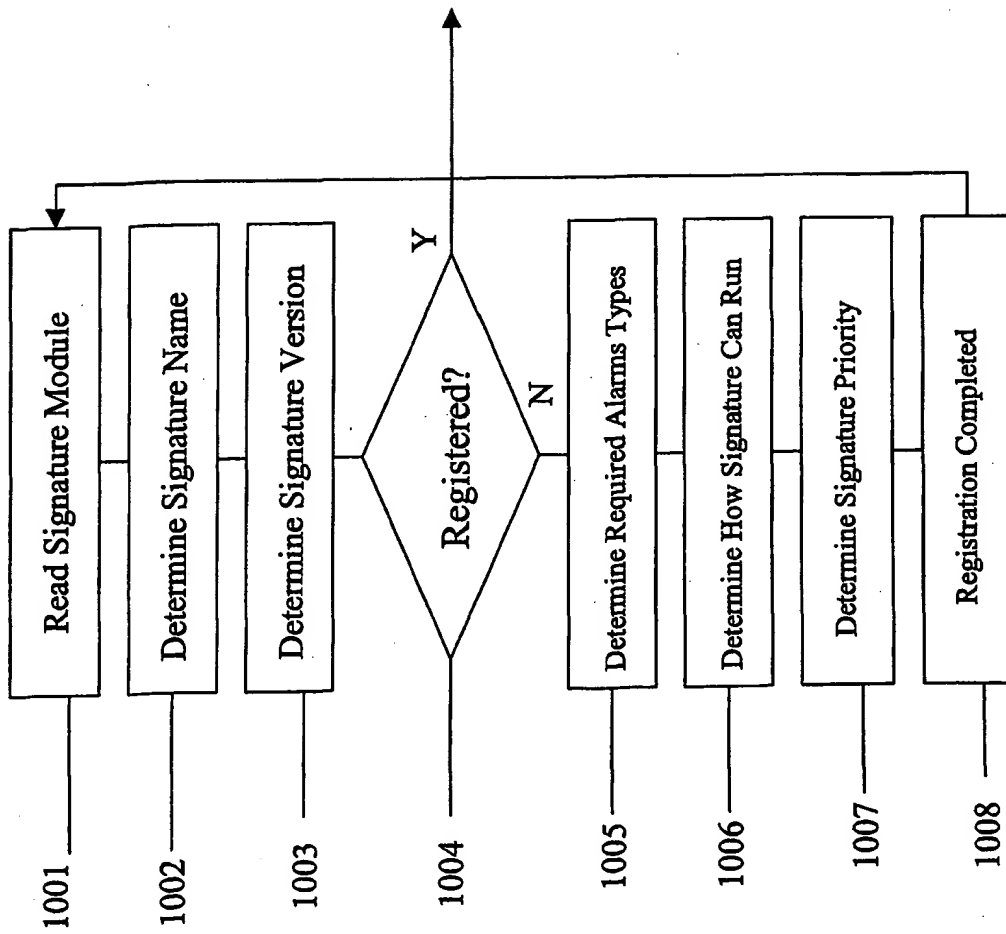 1001
Read Signature Module
1002
Determine Signature Name
1003
Determine Signature Version
1004
Registered?
Y
N
1005
Determine Required Alarms Types
1006
Determine How Signature Can Run
1007
Determine Signature Priority
1008
Registration Completed